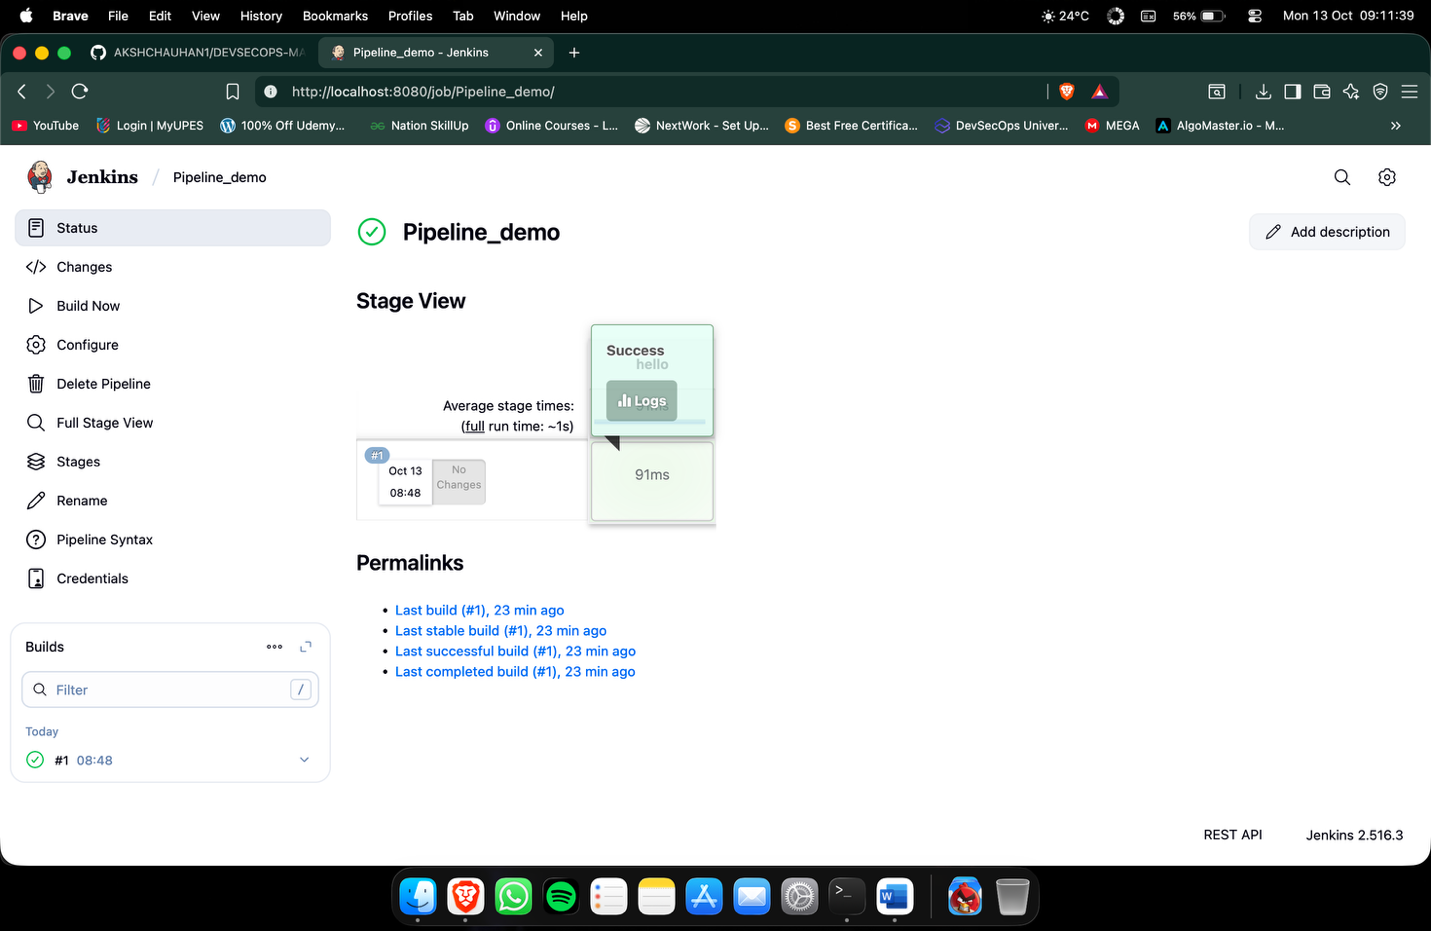 Brave File Edit View History Bookmarks Profiles Tab Window Help 24°C 56% Mon 13 Oct 09:11:39
AKSHCHAUHAN1/DEVSECOPS-MA Pipeline_demo - Jenkins
http://localhost:8080/job/Pipeline_demo/
YouTube Login | MyUPES 100% Off Udemy... Nation SkillUp Online Courses - L... NextWork - Set Up... Best Free Certifica... DevSecOps Univer... MEGA AlgoMaster.io - M... »
Jenkins / Pipeline_demo
Status
Changes
Build Now
Configure
Delete Pipeline
Full Stage View
Stages
Rename
Pipeline Syntax
Credentials
Builds
Filter /
Today
#1 08:48
Pipeline_demo
Add description
Stage View
Success
hello
Logs
Average stage times:
(full run time: ~1s)
#1
Oct 13
08:48
No
Changes
91ms
Permalinks
• Last build (#1), 23 min ago
• Last stable build (#1), 23 min ago
• Last successful build (#1), 23 min ago
• Last completed build (#1), 23 min ago
REST API Jenkins 2.516.3